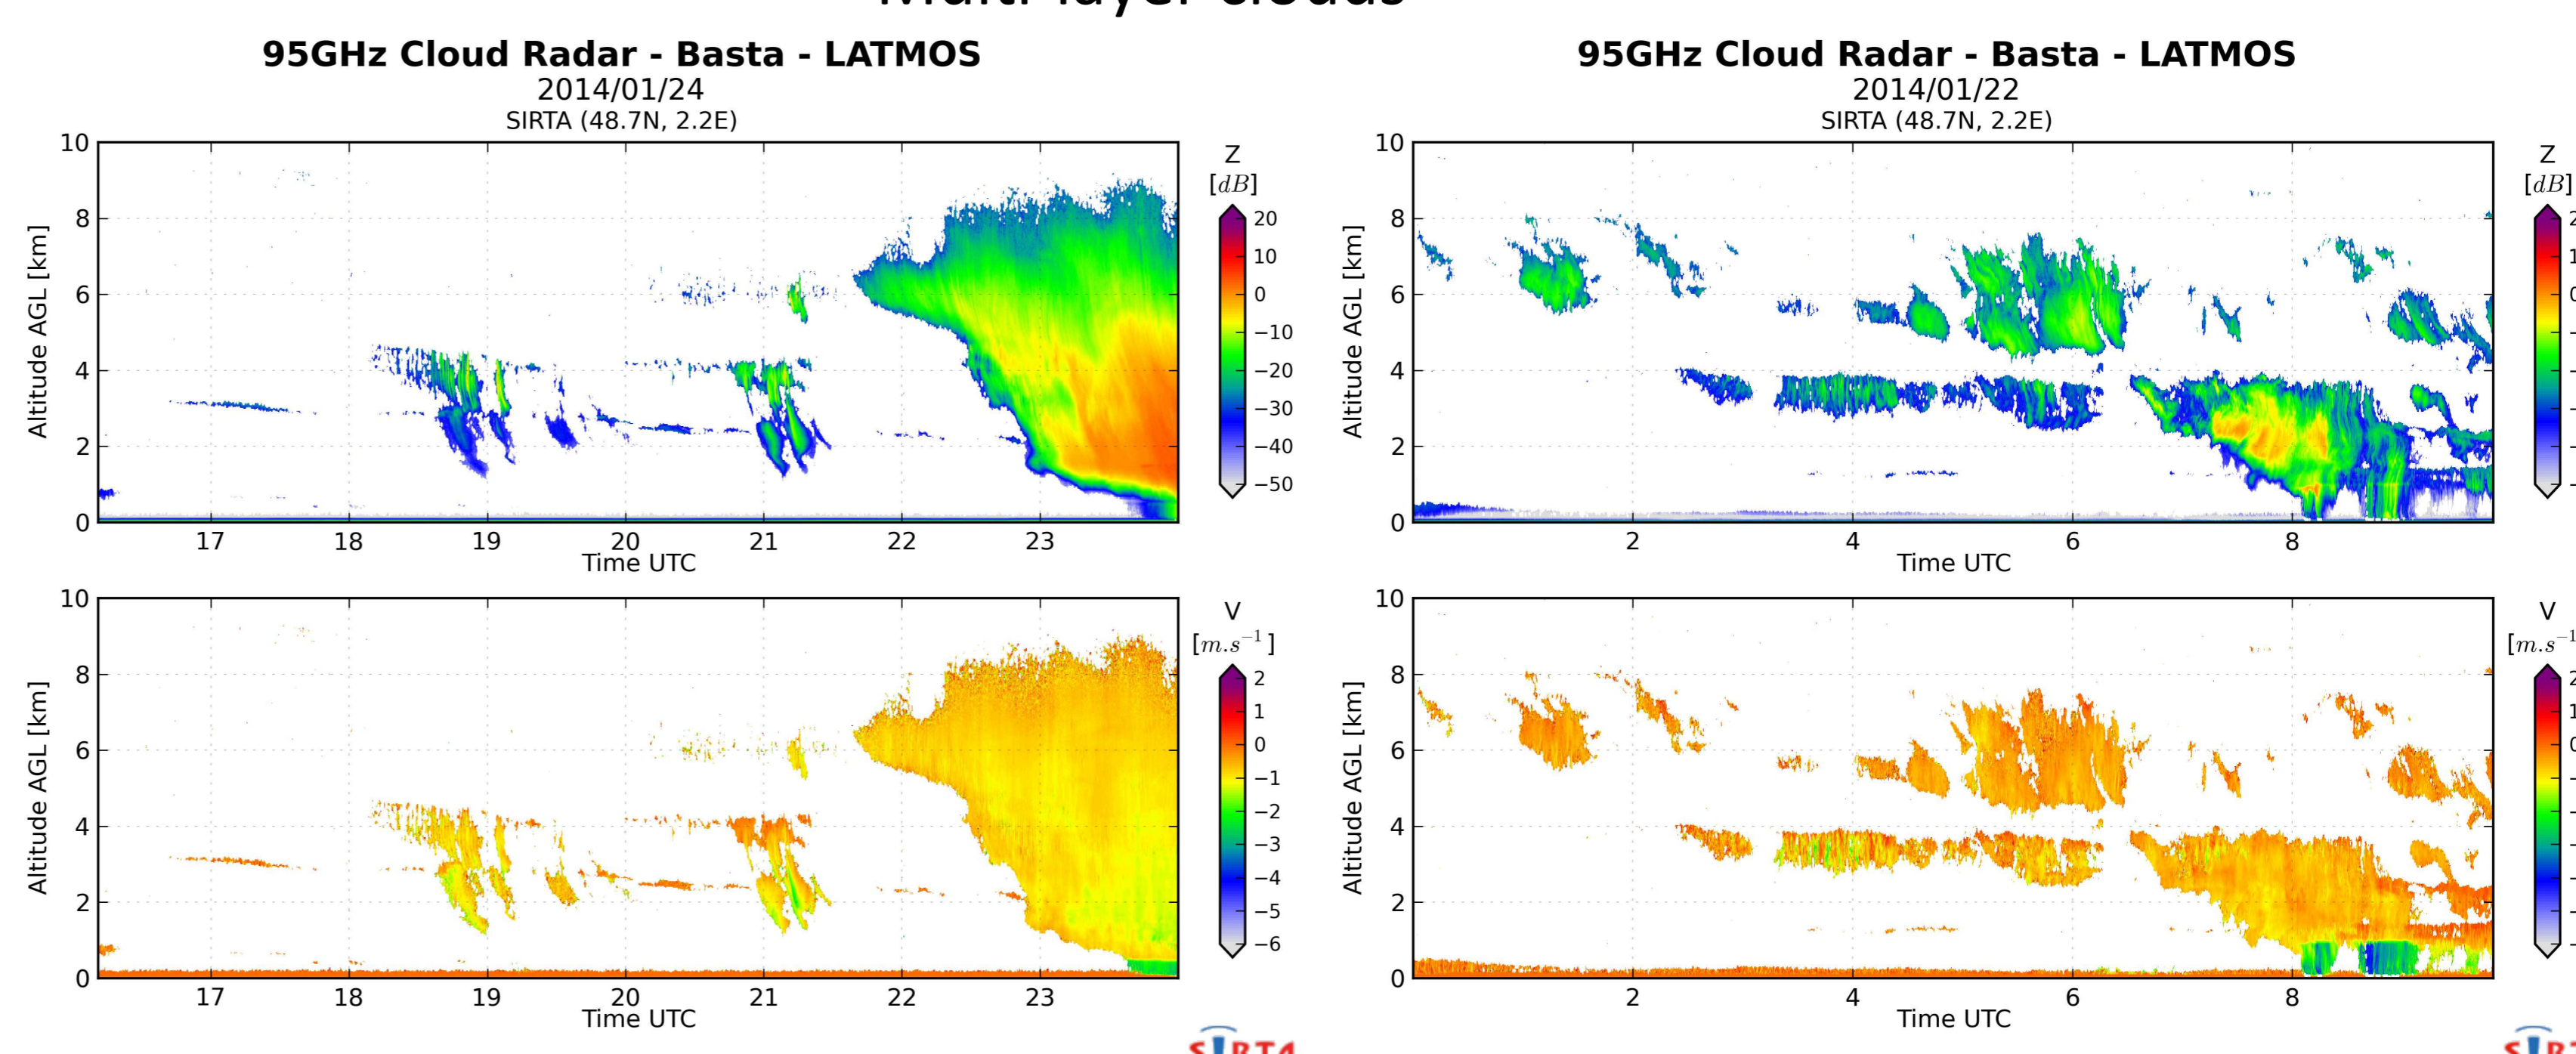 Multi-layer clouds
95GHz Cloud Radar - Basta - LATMOS
2014/01/24
SIRTA (48.7N, 2.2E)
Z
[dB]
Altitude AGL [km]
10
8
6
4
2
0
20
10
0
−10
−20
−30
−40
−50
17 18 19 20 21 22 23
Time UTC
V
[m.s⁻¹]
Altitude AGL [km]
10
8
6
4
2
0
2
1
0
−1
−2
−3
−4
−5
−6
17 18 19 20 21 22 23
Time UTC
SIRTA
95GHz Cloud Radar - Basta - LATMOS
2014/01/22
SIRTA (48.7N, 2.2E)
Z
[dB]
Altitude AGL [km]
10
8
6
4
2
0
2 4 6 8
Time UTC
V
[m.s⁻¹
Altitude AGL [km]
10
8
6
4
2
0
2 4 6 8
Time UTC